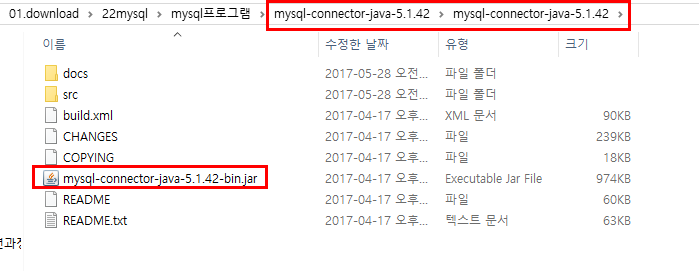 01.download > 22mysql > mysql프로그램 > mysql-connector-java-5.1.42 > mysql-connector-java-5.1.42 >
이름 수정한 날짜 유형 크기
docs 2017-05-28 오전... 파일 폴더
src 2017-05-28 오전... 파일 폴더
build.xml 2017-04-17 오후... XML 문서 90KB
CHANGES 2017-04-17 오후... 파일 239KB
COPYING 2017-04-17 오후... 파일 18KB
mysql-connector-java-5.1.42-bin.jar 2017-04-17 오후... Executable Jar File 974KB
README 2017-04-17 오후... 파일 60KB
README.txt 2017-04-17 오후... 텍스트 문서 63KB